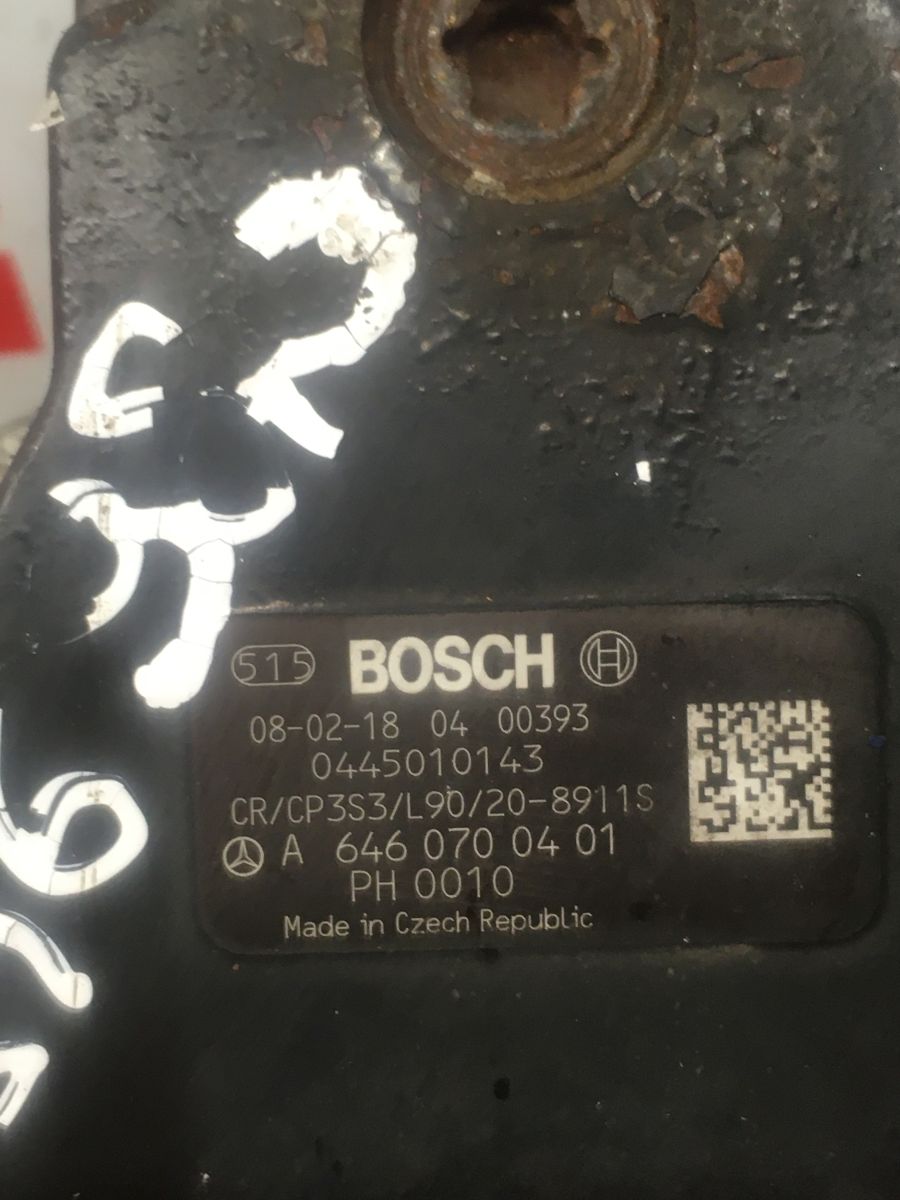 515 BOSCH
08-02-18 04 00393
0445010143
CR/CP3S3/L90/20-8911S
A 646 070 04 01
PH 0010
Made in Czech Republic